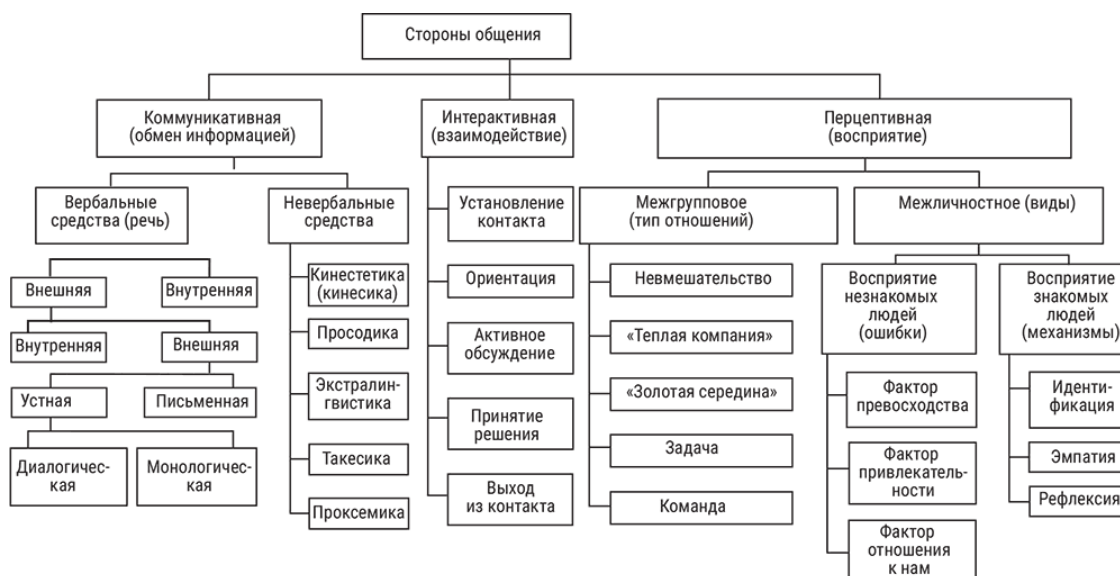 Стороны общения
Коммуникативная
(обмен информацией)
Интерактивная
(взаимодействие)
Перцептивная
(восприятие)
Вербальные
средства (речь)
Невербальные
средства
Внешняя
Внутренняя
Внутренняя
Внешняя
Устная
Письменная
Диалогичес-
кая
Монологичес-
кая
Кинестетика
(кинесика)
Просодика
Экстралин-
гвистика
Такесика
Проксемика
Установление
контакта
Ориентация
Активное
обсуждение
Принятие
решения
Выход
из контакта
Межгрупповое
(тип отношений)
Межличностное (виды)
Невмешательство
«Теплая компания»
«Золотая середина»
Задача
Команда
Восприятие
незнакомых
людей
(ошибки)
Фактор
превосходства
Фактор
привлекатель-
ности
Фактор
отношения
к нам
Восприятие
знакомых
людей
(механизмы)
Иденти-
фикация
Эмпатия
Рефлексия